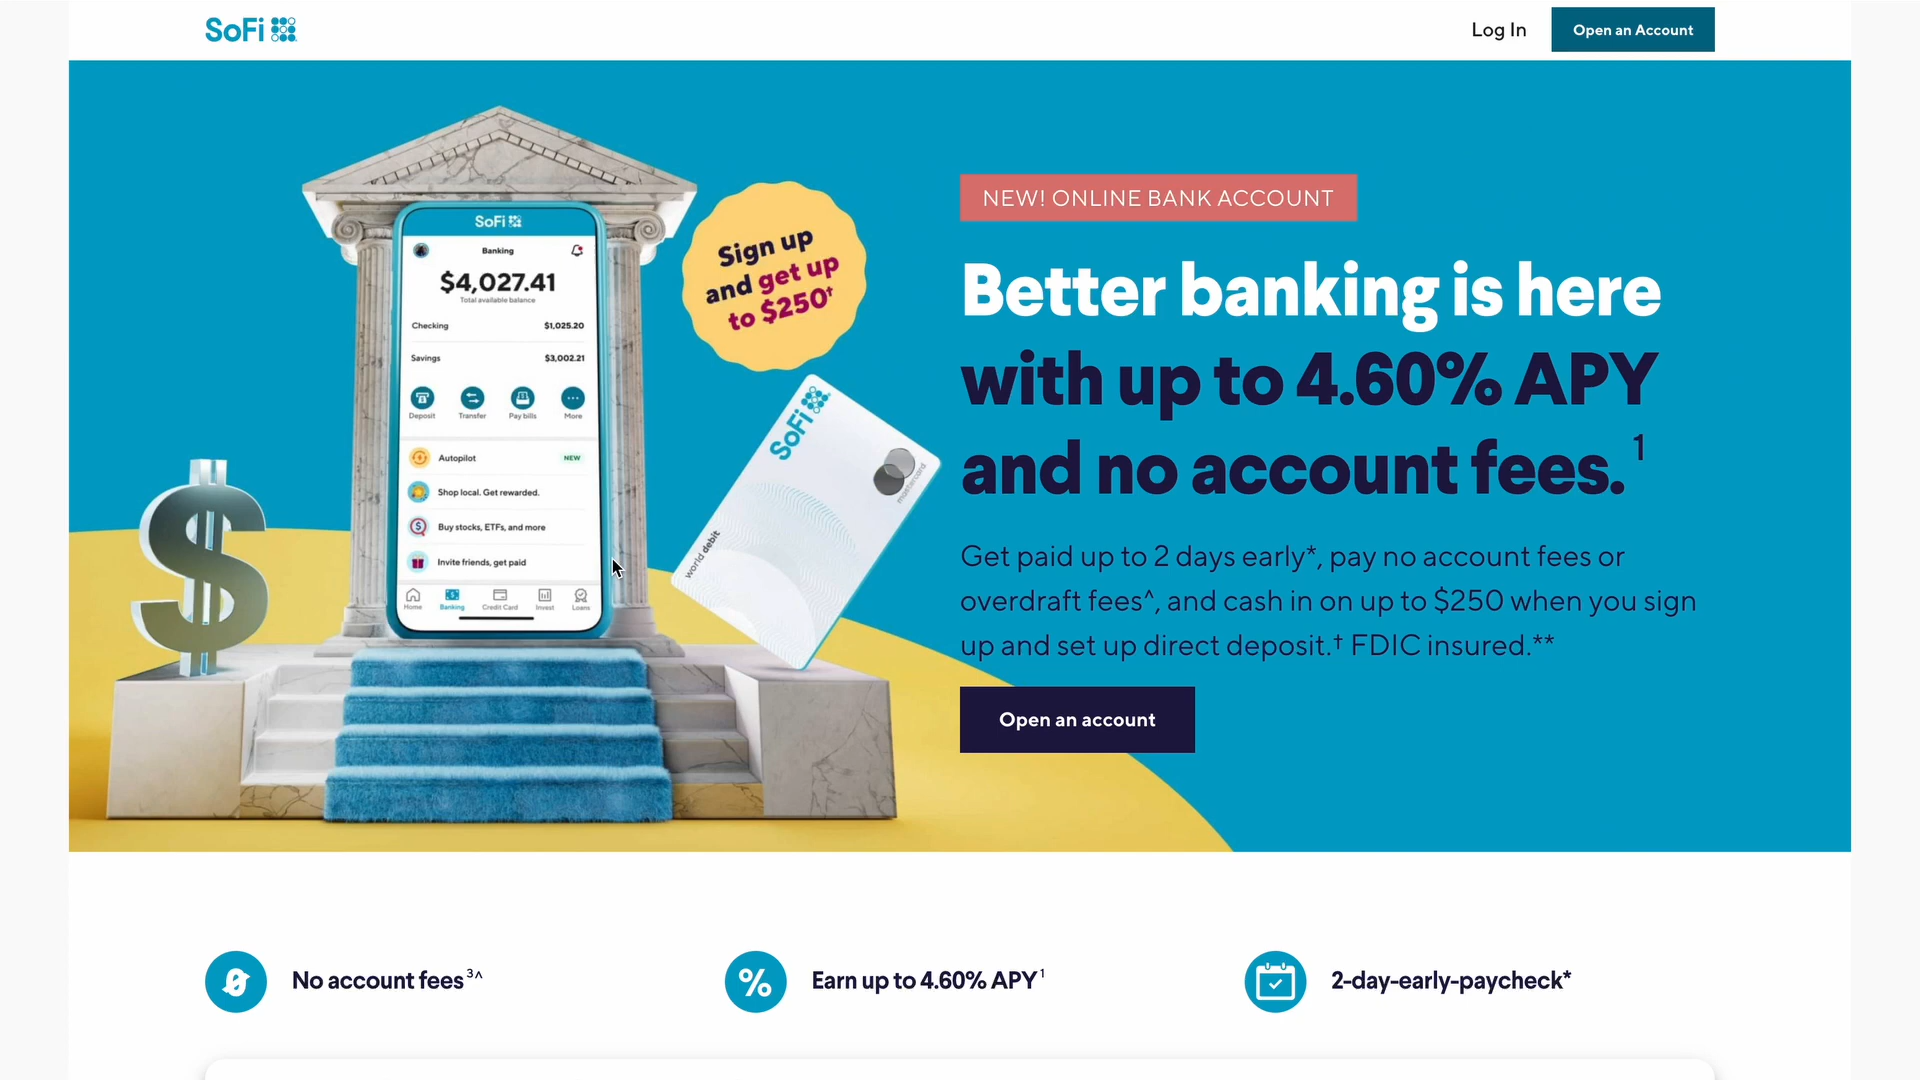 SoFi
Log In
Open an Account
SoFi
Banking
$4,027.41
Total available balance
Checking $1,025.20
Savings $3,002.21
Deposit Transfer Pay bills More
Autopilot NEW
Shop local. Get rewarded.
Buy stocks, ETFs, and more
Invite friends, get paid
Home Banking Credit Card Invest Loans
Sign up
and get up
to $250†
SoFi
mastercard
world debit
NEW! ONLINE BANK ACCOUNT
Better banking is here
with up to 4.60% APY
and no account fees.¹
Get paid up to 2 days early*, pay no account fees or
overdraft fees^, and cash in on up to $250 when you sign
up and set up direct deposit.† FDIC insured.**
Open an account
No account fees³^
Earn up to 4.60% APY¹
2-day-early-paycheck*